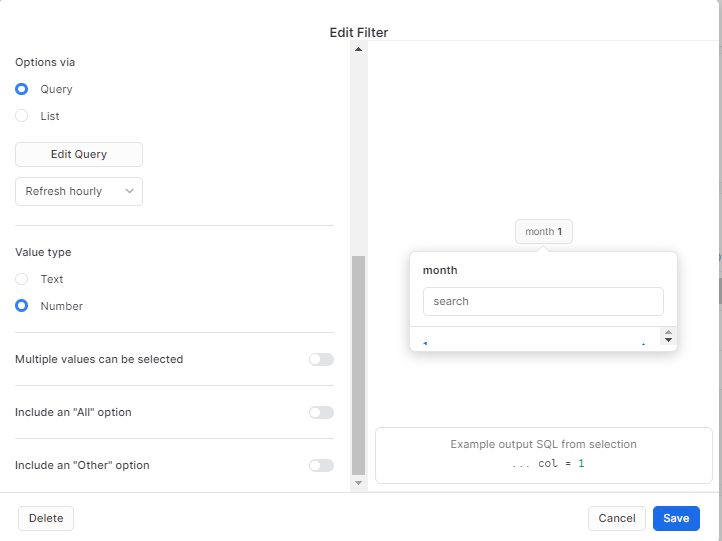 Edit Filter
Options via
Query
List
Edit Query
Refresh hourly
Value type
Text
Number
Multiple values can be selected
Include an "All" option
Include an "Other" option
month 1
month
search
Example output SQL from selection
... col = 1
Delete
Cancel
Save